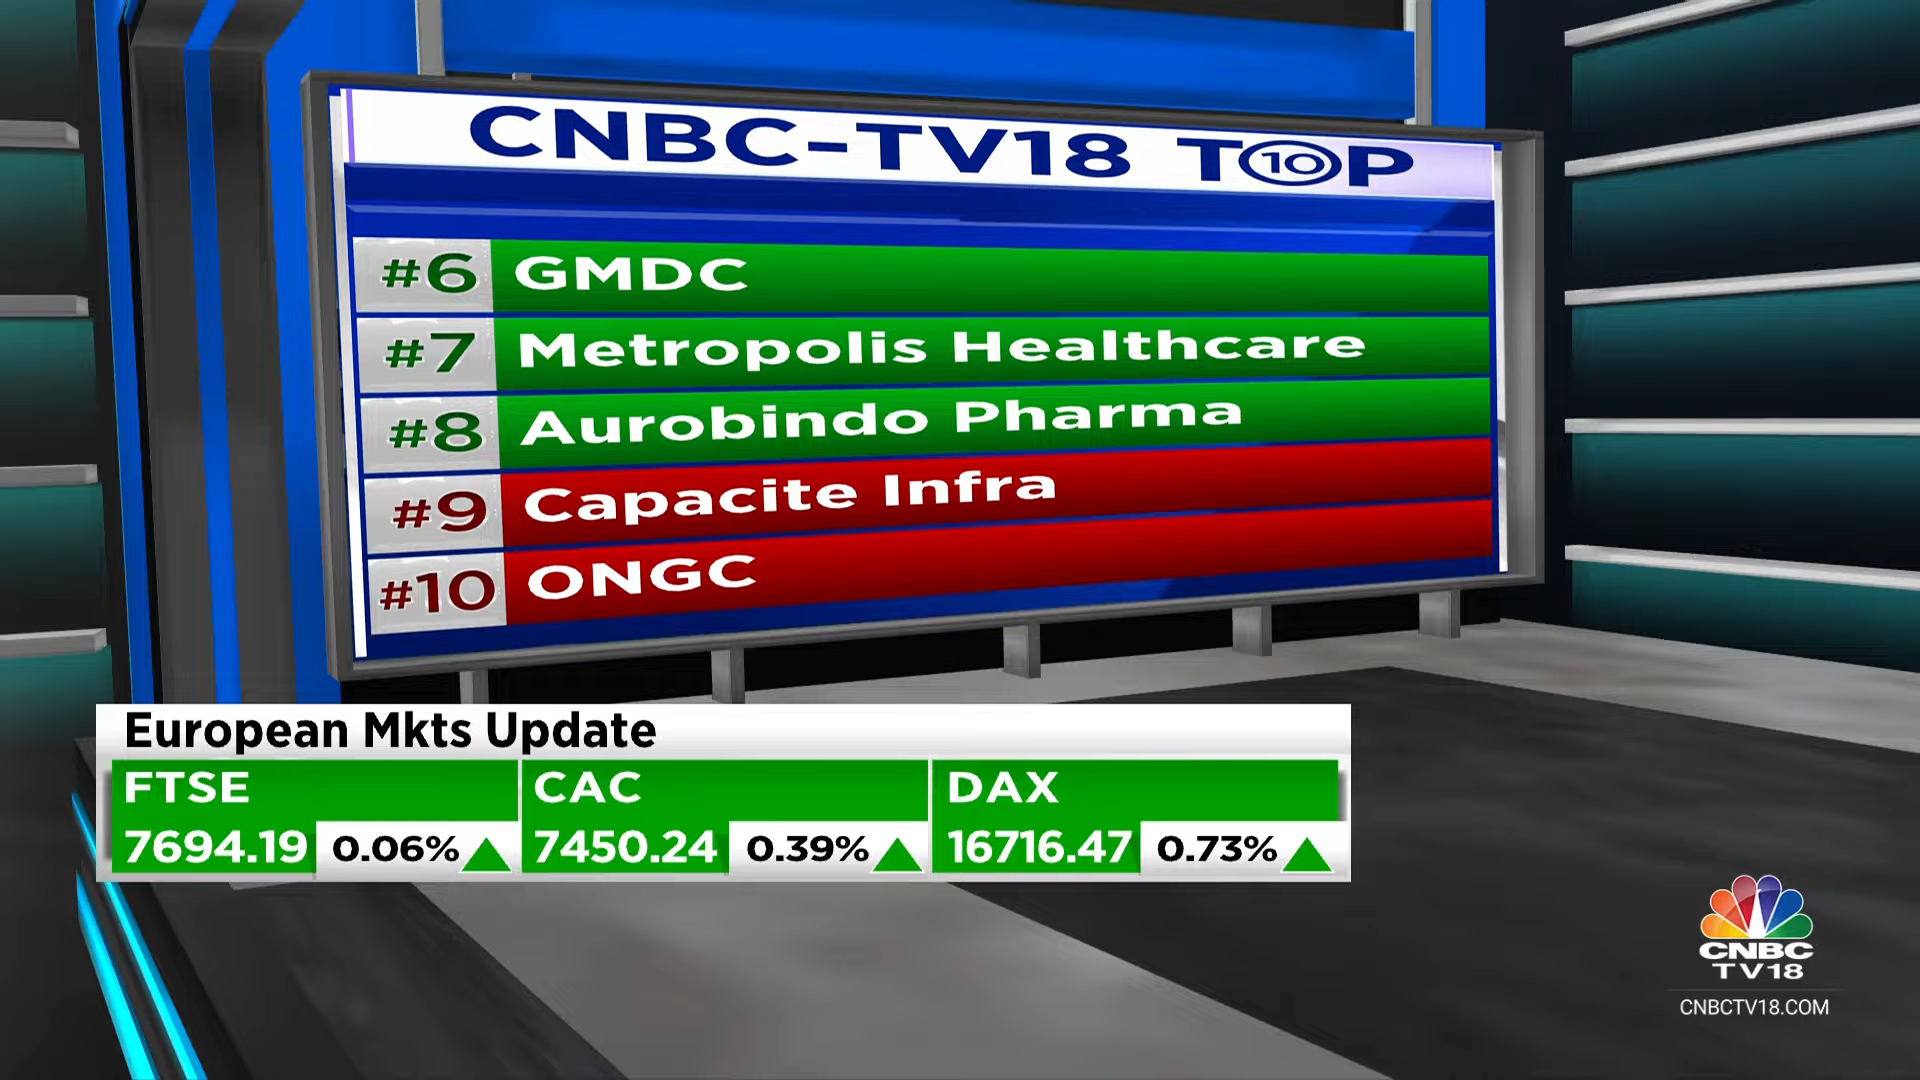 CNBC-TV18 TOP 10
#6 GMDC
#7 Metropolis Healthcare
#8 Aurobindo Pharma
#9 Capacite Infra
#10 ONGC
European Mkts Update
FTSE CAC DAX
7694.19 0.06% 7450.24 0.39% 16716.47 0.73%
CNBC
TV18
CNBCTV18.COM